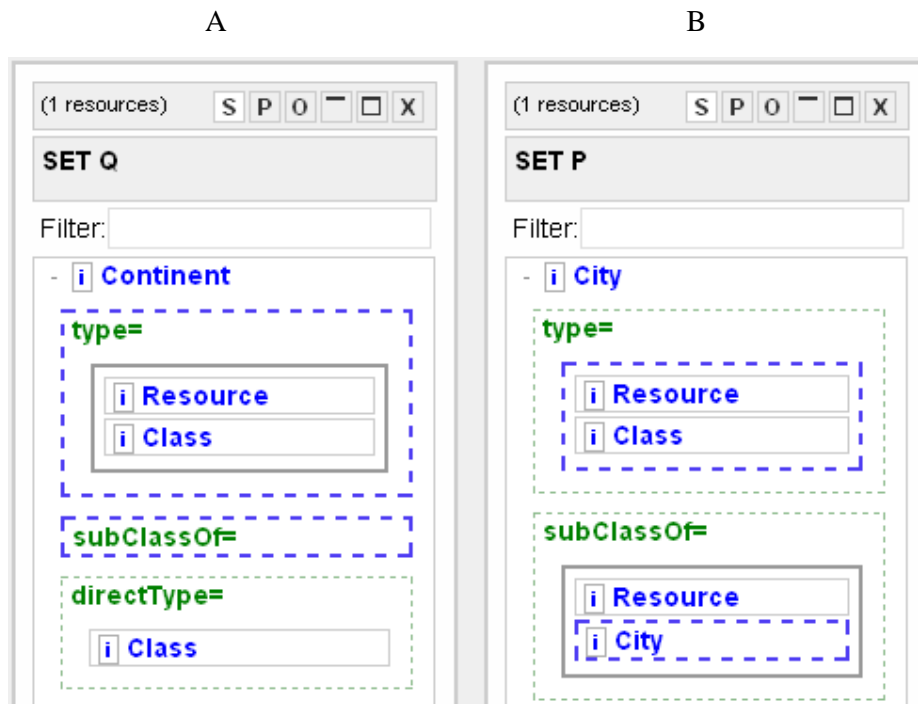 A
B
(1 resources) S P O X
SET Q
Filter:
- i Continent
type=
i Resource
i Class
subClassOf=
directType=
i Class
(1 resources) S P O X
SET P
Filter:
- i City
type=
i Resource
i Class
subClassOf=
i Resource
i City